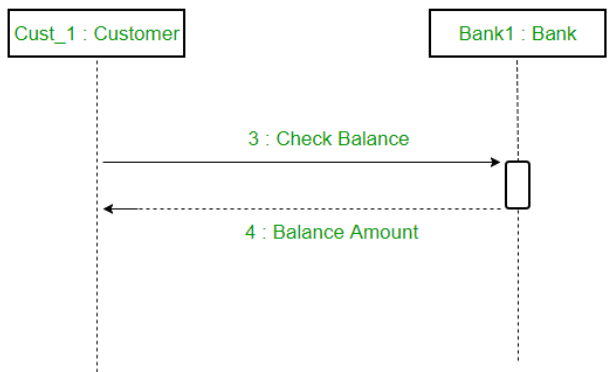 Cust_1 : Customer
Bank1 : Bank
3 : Check Balance
4 : Balance Amount